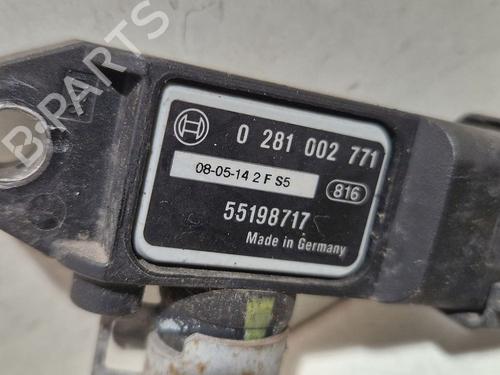 B-PARTS
0 281 002 771
08-05-14 2 F S5
816
55198717
Made in Germany